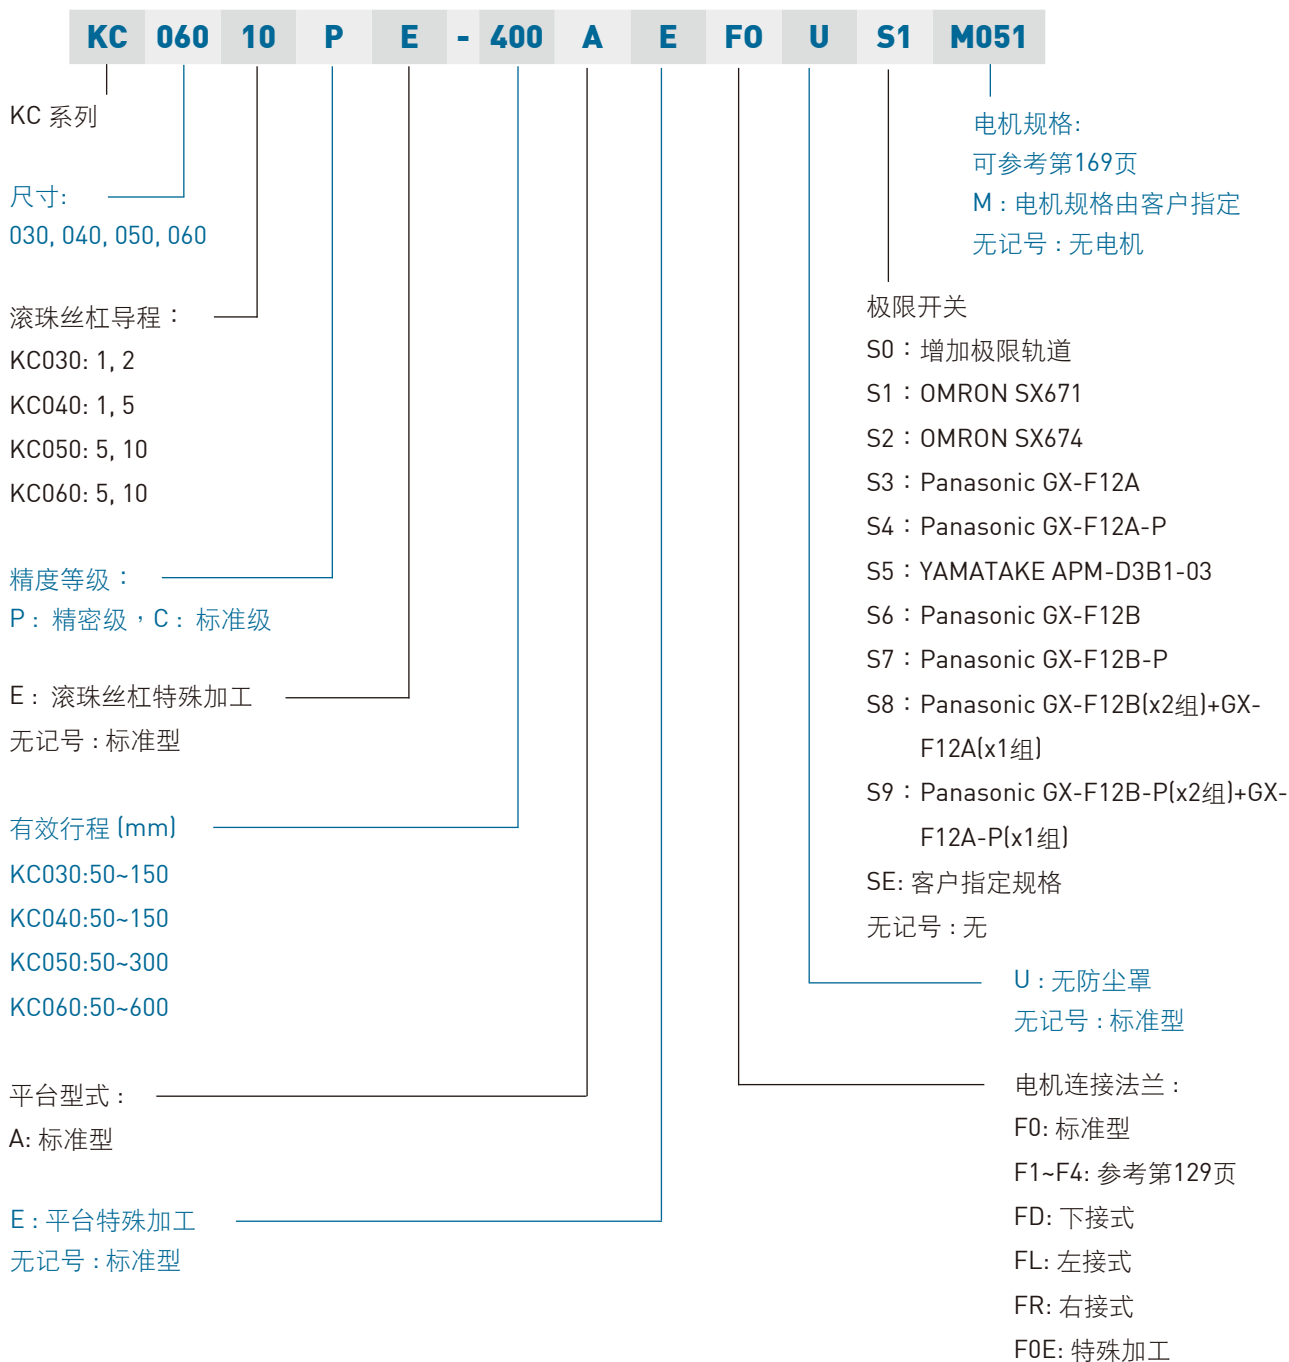 KC 060 10 P E - 400 A E F0 U S1 M051
KC 系列
尺寸:
030, 040, 050, 060
滚珠丝杠导程：
KC030: 1, 2
KC040: 1, 5
KC050: 5, 10
KC060: 5, 10
精度等级：
P : 精密级，C : 标准级
E : 滚珠丝杠特殊加工
无记号 : 标准型
有效行程 (mm)
KC030:50~150
KC040:50~150
KC050:50~300
KC060:50~600
平台型式 :
A: 标准型
E : 平台特殊加工
无记号 : 标准型
电机规格:
可参考第169页
M : 电机规格由客户指定
无记号 : 无电机
极限开关
S0：增加极限轨道
S1：OMRON SX671
S2：OMRON SX674
S3：Panasonic GX-F12A
S4：Panasonic GX-F12A-P
S5：YAMATAKE APM-D3B1-03
S6：Panasonic GX-F12B
S7：Panasonic GX-F12B-P
S8：Panasonic GX-F12B(x2组)+GX-
F12A(x1组)
S9：Panasonic GX-F12B-P(x2组)+GX-
F12A-P(x1组)
SE: 客户指定规格
无记号 : 无
U : 无防尘罩
无记号 : 标准型
电机连接法兰 :
F0: 标准型
F1~F4: 参考第129页
FD: 下接式
FL: 左接式
FR: 右接式
F0E: 特殊加工